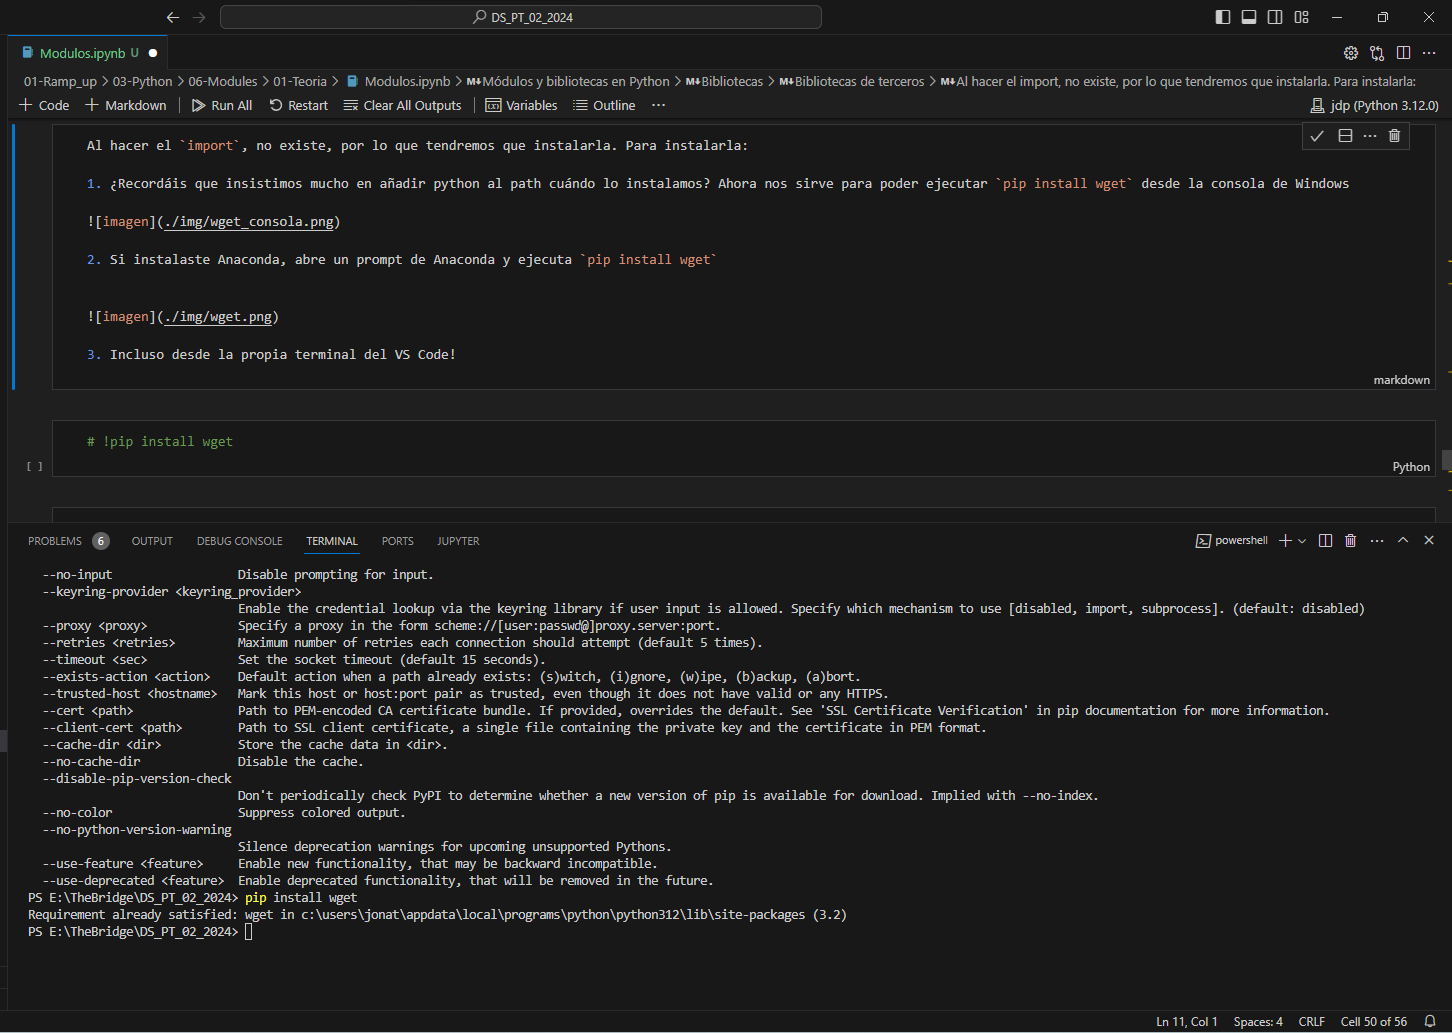 DS_PT_02_2024
Modulos.ipynb U
01-Ramp_up > 03-Python > 06-Modules > 01-Teoria > Modulos.ipynb > M↓Módulos y bibliotecas en Python > M↓Bibliotecas > M↓Bibliotecas de terceros > M↓Al hacer el import, no existe, por lo que tendremos que instalarla. Para instalarla:
+ Code + Markdown Run All Restart Clear All Outputs Variables Outline ... jdp (Python 3.12.0)
Al hacer el `import`, no existe, por lo que tendremos que instalarla. Para instalarla:
1. ¿Recordáis que insistimos mucho en añadir python al path cuándo lo instalamos? Ahora nos sirve para poder ejecutar `pip install wget` desde la consola de Windows
![imagen](./img/wget_consola.png)
2. Si instalaste Anaconda, abre un prompt de Anaconda y ejecuta `pip install wget`
![imagen](./img/wget.png)
3. Incluso desde la propia terminal del VS Code!
markdown
# !pip install wget
[ ]
Python
PROBLEMS 6 OUTPUT DEBUG CONSOLE TERMINAL PORTS JUPYTER powershell
--no-input Disable prompting for input.
--keyring-provider <keyring_provider>
Enable the credential lookup via the keyring library if user input is allowed. Specify which mechanism to use [disabled, import, subprocess]. (default: disabled)
--proxy <proxy> Specify a proxy in the form scheme://[user:passwd@]proxy.server:port.
--retries <retries> Maximum number of retries each connection should attempt (default 5 times).
--timeout <sec> Set the socket timeout (default 15 seconds).
--exists-action <action> Default action when a path already exists: (s)witch, (i)gnore, (w)ipe, (b)ackup, (a)bort.
--trusted-host <hostname> Mark this host or host:port pair as trusted, even though it does not have valid or any HTTPS.
--cert <path> Path to PEM-encoded CA certificate bundle. If provided, overrides the default. See 'SSL Certificate Verification' in pip documentation for more information.
--client-cert <path> Path to SSL client certificate, a single file containing the private key and the certificate in PEM format.
--cache-dir <dir> Store the cache data in <dir>.
--no-cache-dir Disable the cache.
--disable-pip-version-check
Don't periodically check PyPI to determine whether a new version of pip is available for download. Implied with --no-index.
--no-color Suppress colored output.
--no-python-version-warning
Silence deprecation warnings for upcoming unsupported Pythons.
--use-feature <feature> Enable new functionality, that may be backward incompatible.
--use-deprecated <feature> Enable deprecated functionality, that will be removed in the future.
PS E:\TheBridge\DS_PT_02_2024> pip install wget
Requirement already satisfied: wget in c:\users\jonat\appdata\local\programs\python\python312\lib\site-packages (3.2)
PS E:\TheBridge\DS_PT_02_2024>
Ln 11, Col 1 Spaces: 4 CRLF Cell 50 of 56